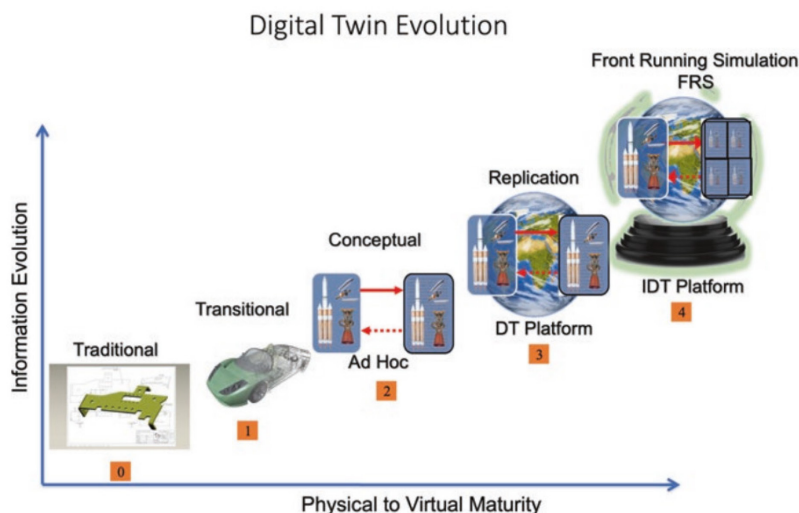 Digital Twin Evolution
Front Running Simulation
FRS
Replication
Conceptual
Transitional
Traditional
IDT Platform
DT Platform
Ad Hoc
0
1
2
3
4
Information Evolution
Physical to Virtual Maturity